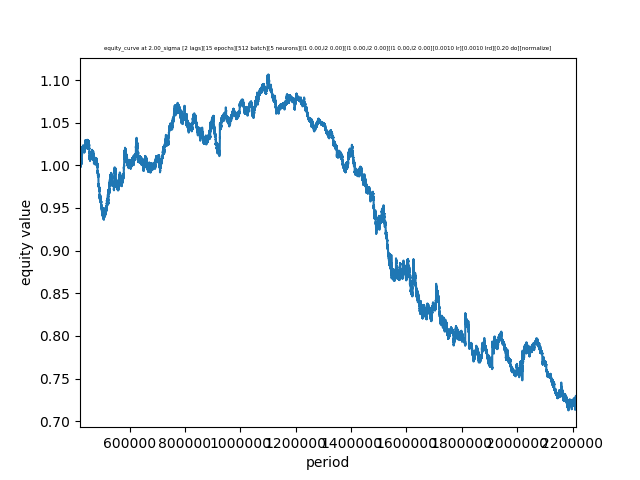 equity_curve at 2.00_sigma [2 lags][15 epochs][512 batch][5 neurons][l1 0.00,l2 0.00][l1 0.00,l2 0.00][l1 0.00,l2 0.00][0.0010 lr][0.0010 lrd][0.20 do][normalize]
1.10
1.05
1.00
0.95
0.90
0.85
0.80
0.75
0.70
equity value
600000 800000 1000000 1200000 1400000 1600000 1800000 2000000 2200000
period